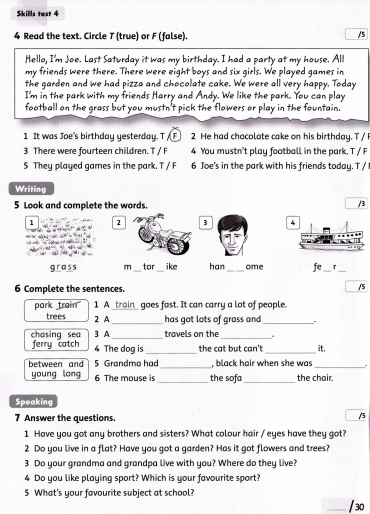 Skills test 4
4 Read the text. Circle T (true) or F (false). /5
Hello, I'm Joe. Last Saturday it was my birthday. I had a party at my house. All
my friends were there. There were eight boys and six girls. We played games in
the garden and we had pizza and chocolate cake. We were all very happy. Today
I'm in the park with my friends Harry and Andy. We like the park. You can play
football on the grass but you mustn't pick the flowers or play in the fountain.
1 It was Joe's birthday yesterday. T / F 2 He had chocolate cake on his birthday. T / F
3 There were fourteen children. T / F 4 You mustn't play football in the park. T / F
5 They played games in the park. T / F 6 Joe's in the park with his friends today. T / F
Writing
5 Look and complete the words. /3
1 2 3 4
grass m _ tor _ ike han _ _ ome fe _ r _
6 Complete the sentences. /5
park train
trees
chasing sea
ferry catch
between and
young long
1 A train goes fast. It can carry a lot of people.
2 A ________ has got lots of grass and ________.
3 A ________ travels on the ________.
4 The dog is ________ the cat but can't ________ it.
5 Grandma had ________, black hair when she was ________.
6 The mouse is ________ the sofa ________ the chair.
Speaking
7 Answer the questions. /5
1 Have you got any brothers and sisters? What colour hair / eyes have they got?
2 Do you live in a flat? Have you got a garden? Has it got flowers and trees?
3 Do your grandma and grandpa live with you? Where do they live?
4 Do you like playing sport? Which is your favourite sport?
5 What's your favourite subject at school?
____ /30